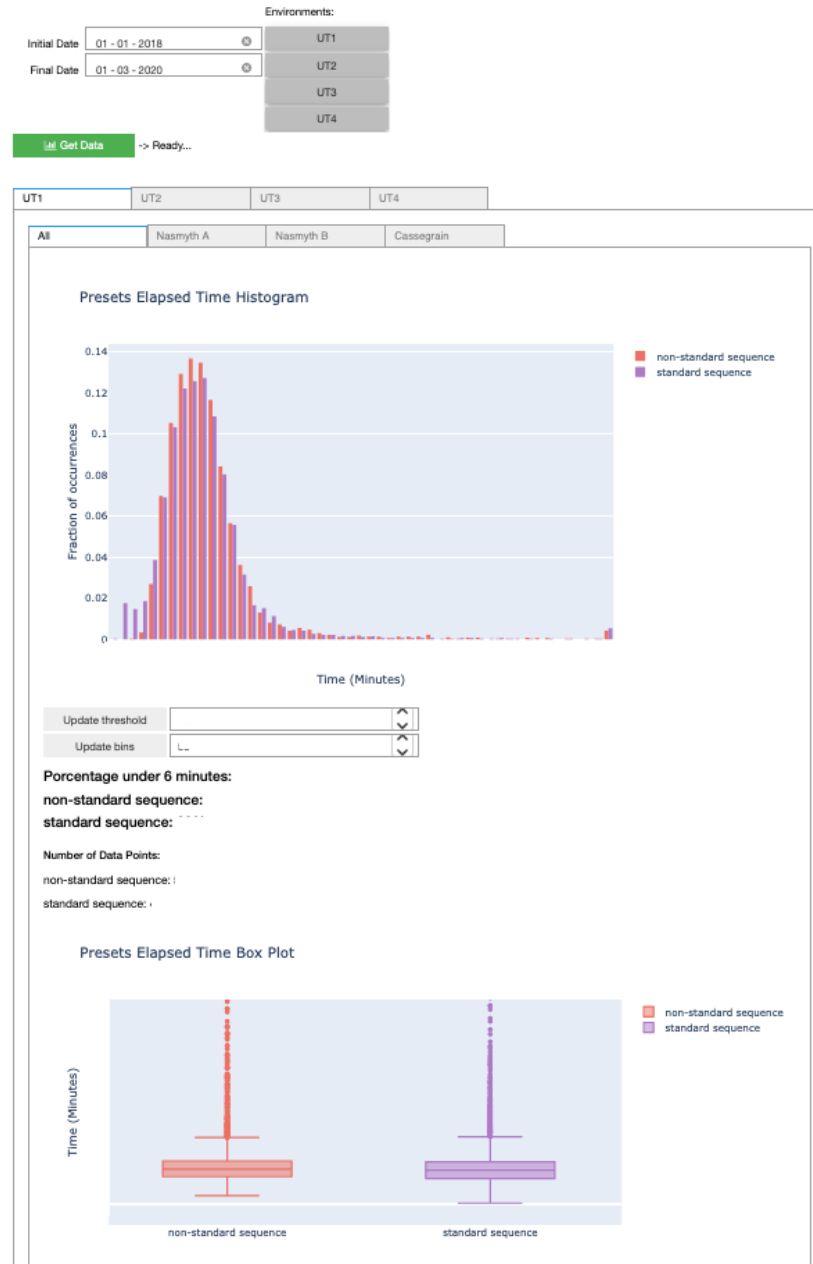 Environments:
Initial Date 01 - 01 - 2018
UT1
Final Date 01 - 03 - 2020
UT2
UT3
UT4
Get Data -> Ready...
UT1 UT2 UT3 UT4
All Nasmyth A Nasmyth B Cassegrain
Presets Elapsed Time Histogram
0.14
0.12
0.1
0.08
0.06
0.04
0.02
0
Fraction of occurrences
Time (Minutes)
non-standard sequence
standard sequence
Update threshold
Update bins
Porcentage under 6 minutes:
non-standard sequence:
standard sequence:
Number of Data Points:
non-standard sequence:
standard sequence:
Presets Elapsed Time Box Plot
Time (Minutes)
non-standard sequence
standard sequence
non-standard sequence
standard sequence